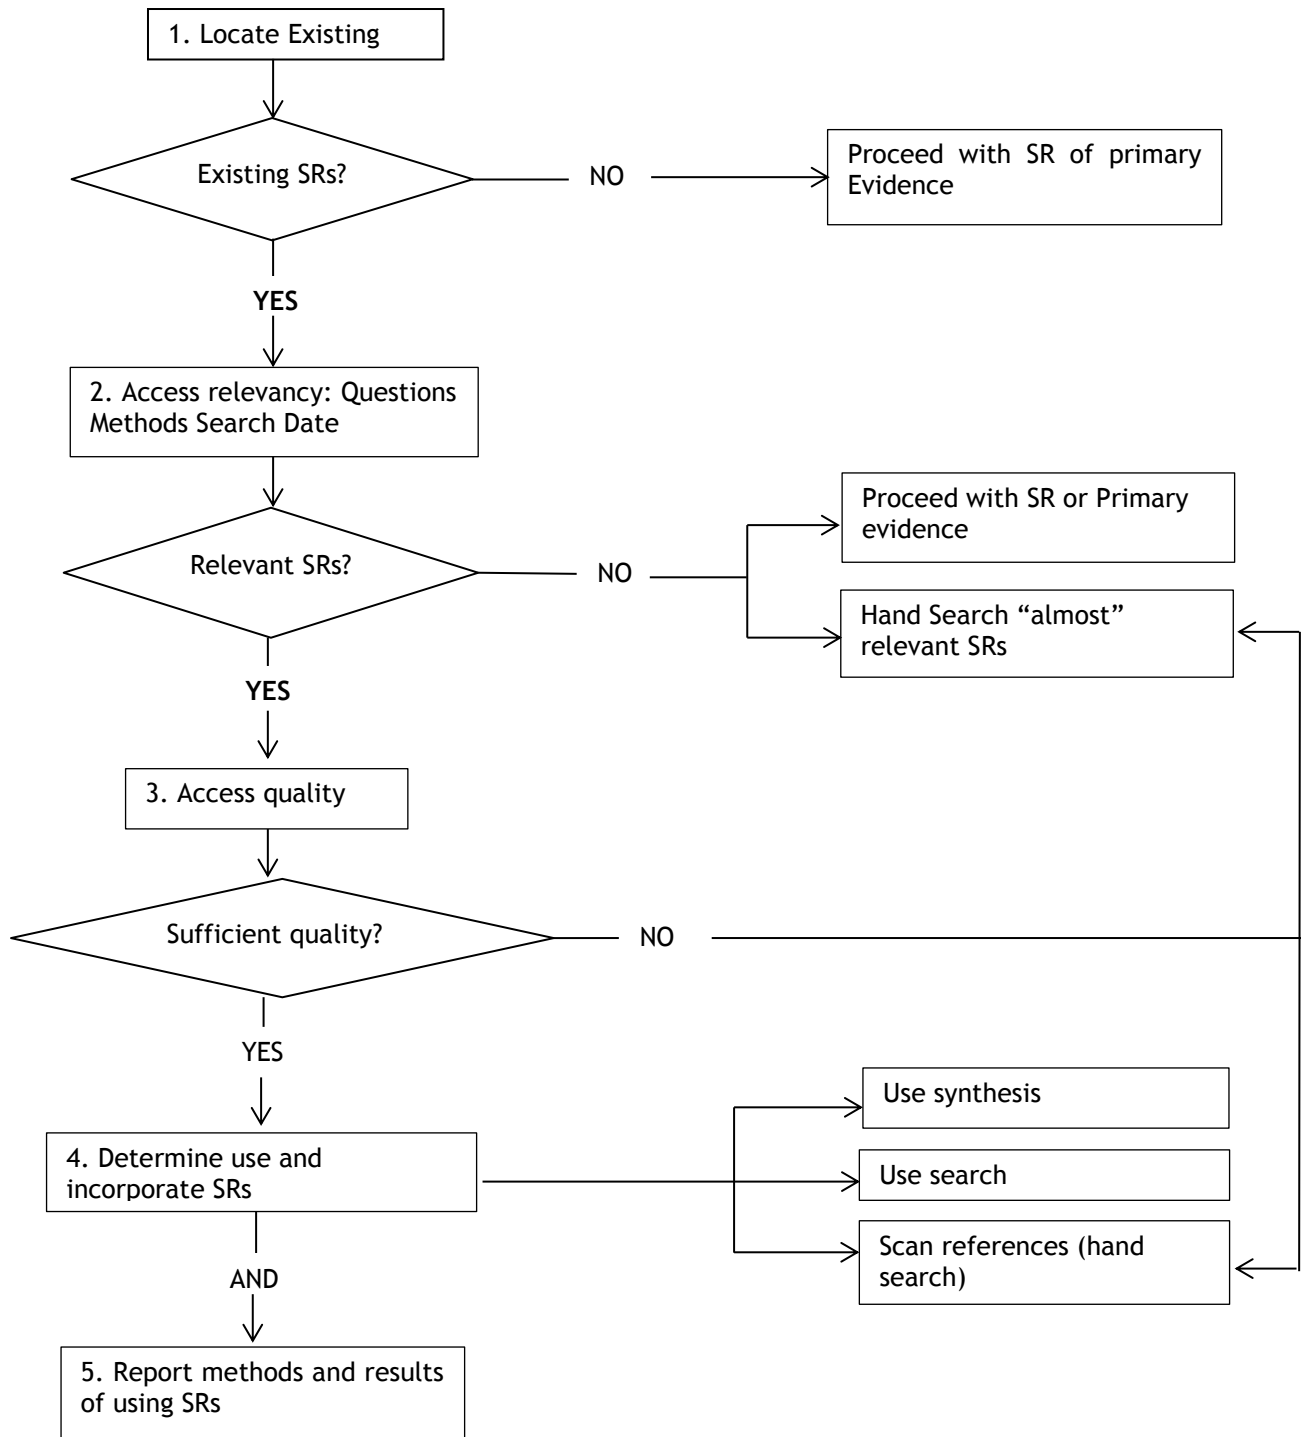 1. Locate Existing
Existing SRs?
NO
Proceed with SR of primary
Evidence
YES
2. Access relevancy: Questions
Methods Search Date
Relevant SRs?
NO
Proceed with SR or Primary
evidence
Hand Search “almost”
relevant SRs
YES
3. Access quality
Sufficient quality?
NO
YES
4. Determine use and
incorporate SRs
Use synthesis
Use search
Scan references (hand
search)
AND
5. Report methods and results
of using SRs